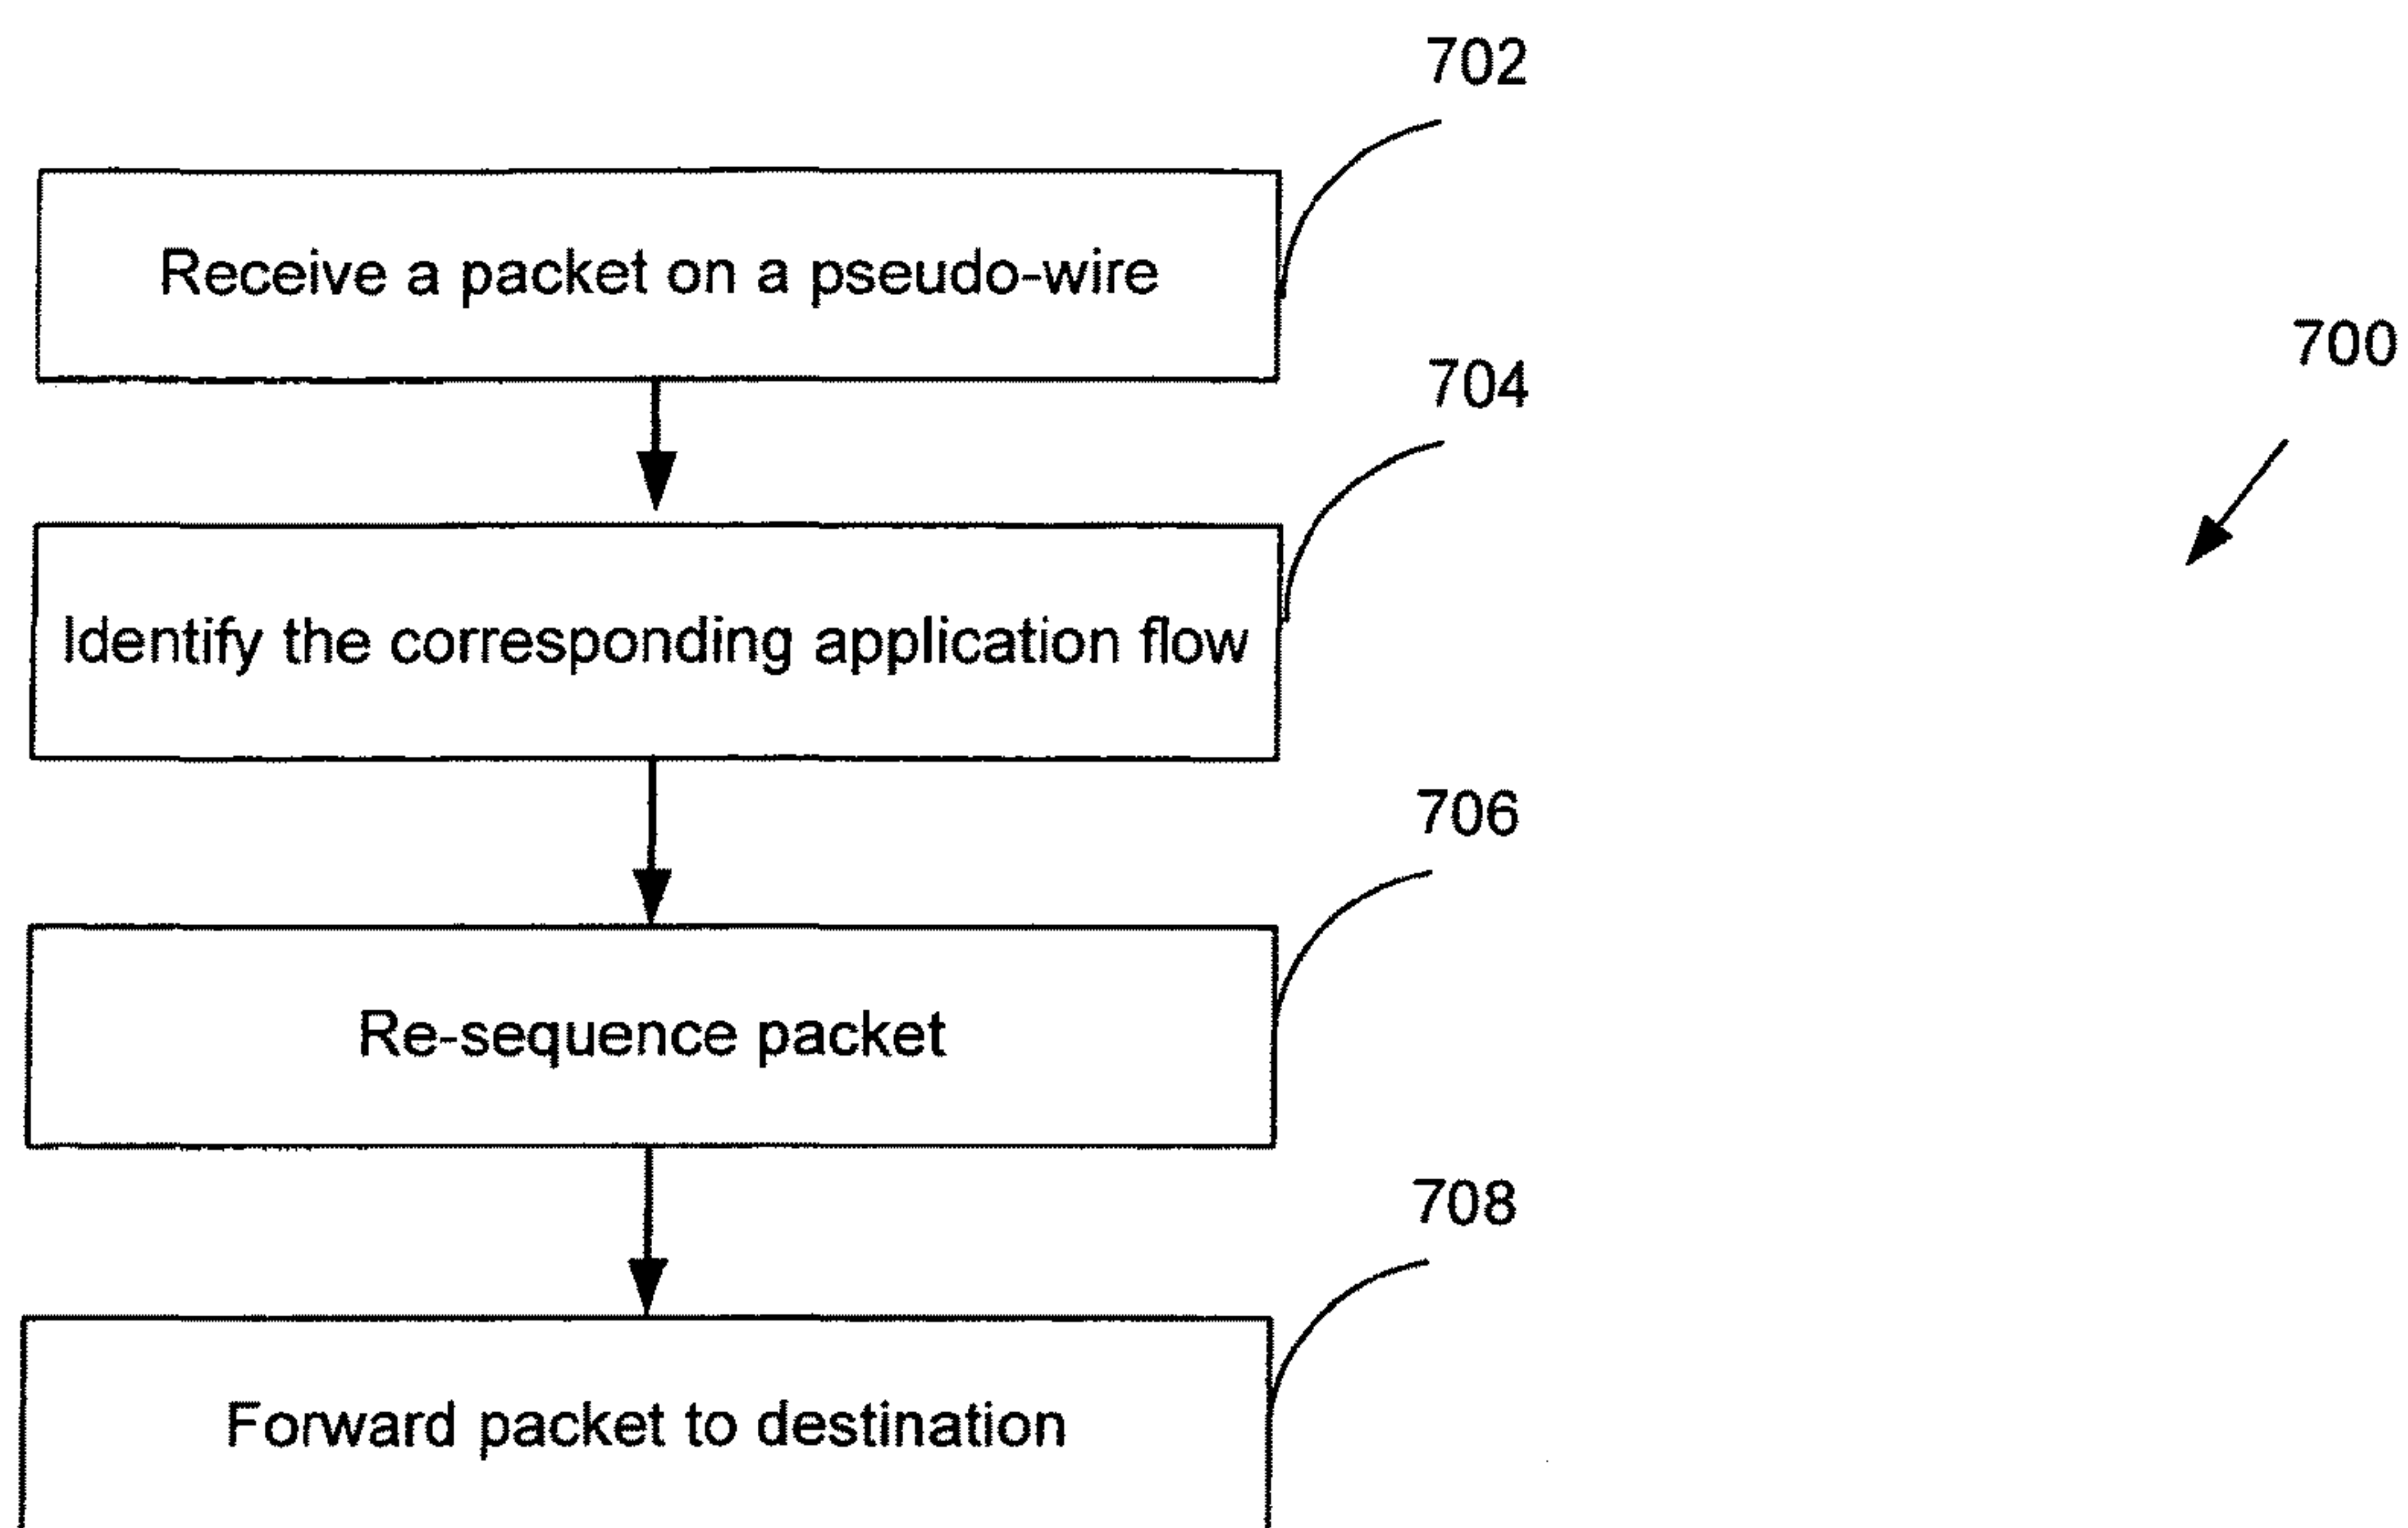 702
Receive a packet on a pseudo-wire
700
704
Identify the corresponding application flow
706
Re-sequence packet
708
Forward packet to destination